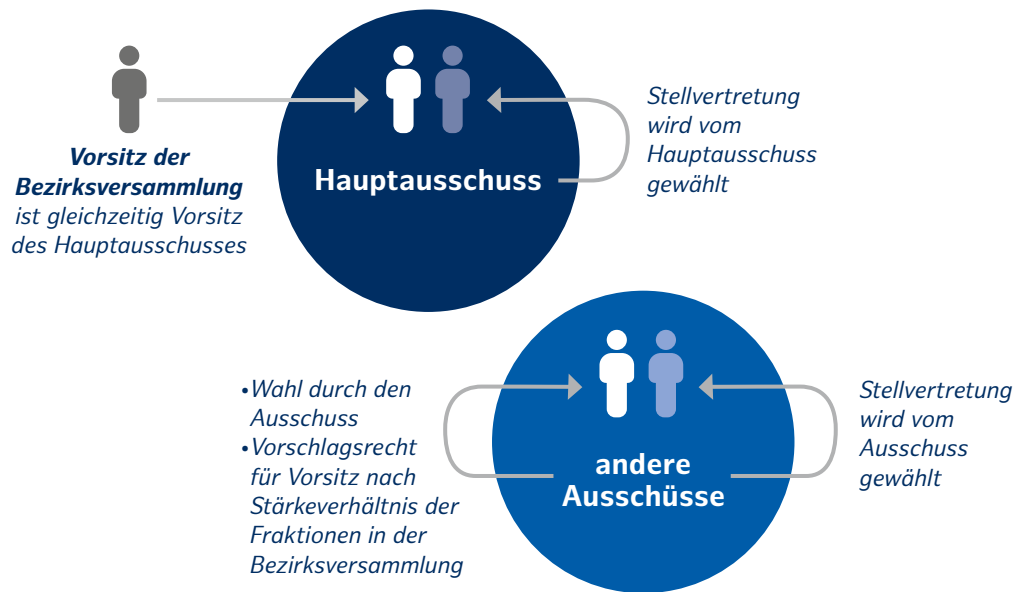 Vorsitz der
Bezirksversammlung
ist gleichzeitig Vorsitz
des Hauptausschusses
Hauptausschuss
Stellvertretung
wird vom
Hauptausschuss
gewählt
•Wahl durch den
Ausschuss
•Vorschlagsrecht
für Vorsitz nach
Stärkeverhältnis der
Fraktionen in der
Bezirksversammlung
andere
Ausschüsse
Stellvertretung
wird vom
Ausschuss
gewählt